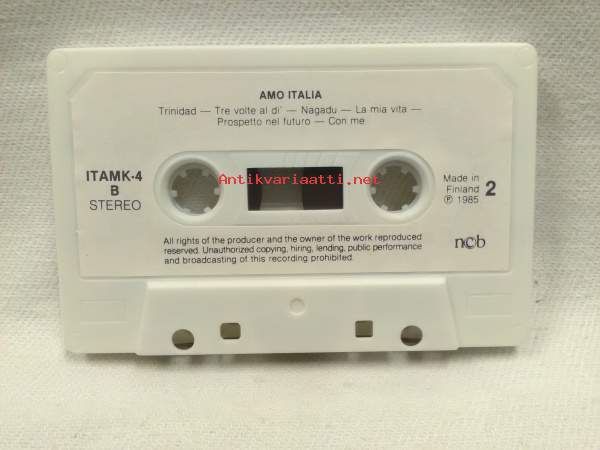 AMO ITALIA
Trinidad — Tre volte al di' — Nagadu — La mia vita —
Prospetto nel futuro — Con me
ITAMK-4
B
STEREO
Antikvariaatti.net
Made in
Finland
℗ 1985
2
All rights of the producer and the owner of the work reproduced
reserved. Unauthorized copying, hiring, lending, public performance
and broadcasting of this recording prohibited.
ncb